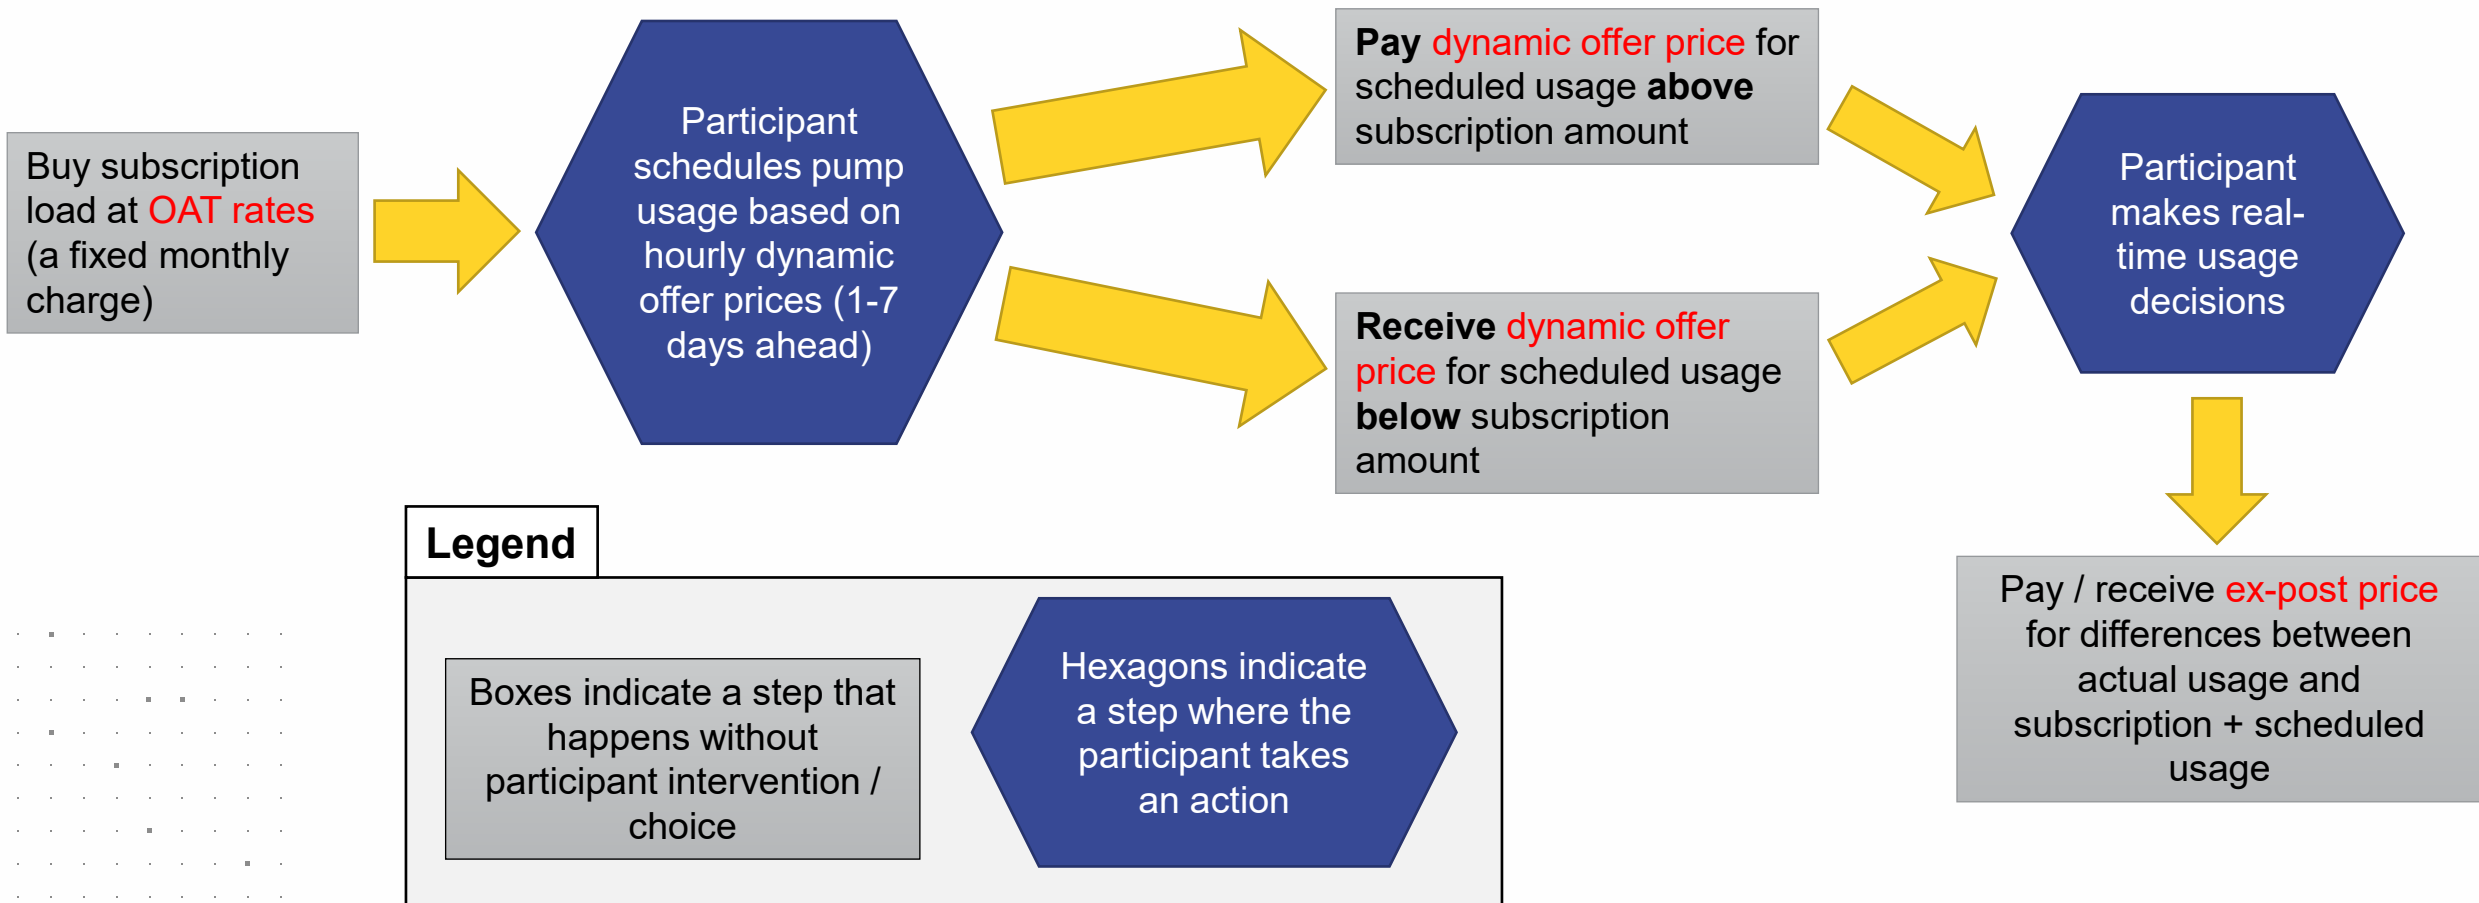 Buy subscription
load at OAT rates
(a fixed monthly
charge)
Participant
schedules pump
usage based on
hourly dynamic
offer prices (1-7
days ahead)
Pay dynamic offer price for
scheduled usage above
subscription amount
Receive dynamic offer
price for scheduled usage
below subscription
amount
Participant
makes real-
time usage
decisions
Pay / receive ex-post price
for differences between
actual usage and
subscription + scheduled
usage
Legend
Boxes indicate a step that
happens without
participant intervention /
choice
Hexagons indicate
a step where the
participant takes
an action